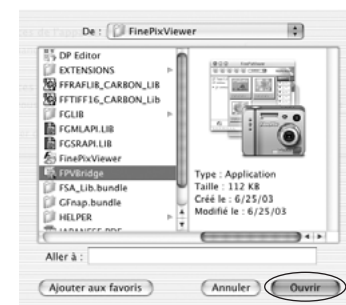 De : FinePixViewer
DP Editor
EXTENSIONS
FFRAFLIB_CARBON_LIB
FFTIFF16_CARBON_Lib
FGLIB
FGMLAPI.LIB
FGSRAPI.LIB
FinePixViewer
FPVBridge
FSA_Lib.bundle
GFnap.bundle
HELPER
Type : Application
Taille : 112 KB
Créé le : 6/25/03
Modifié le : 6/25/03
Aller à :
Ajouter aux favoris
Annuler
Ouvrir